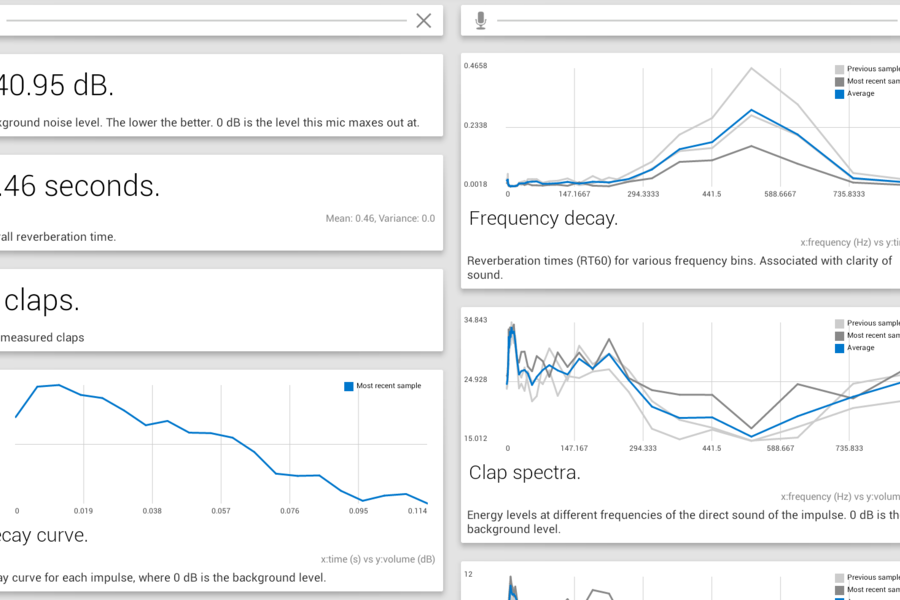 40.95 dB.
kground noise level. The lower the better. 0 dB is the level this mic maxes out at.
.46 seconds.
Mean: 0.46, Variance: 0.0
all reverberation time.
claps.
measured claps
Most recent sample
0 0.019 0.038 0.057 0.076 0.095 0.114
cay curve.
x:time (s) vs y:volume (dB)
ay curve for each impulse, where 0 dB is the background level.
0.4658
0.2338
0.0018
Previous sample
Most recent sam
Average
0 147.1667 294.3333 441.5 588.6667 735.8333
Frequency decay.
x:frequency (Hz) vs y:ti
Reverberation times (RT60) for various frequency bins. Associated with clarity of
sound.
34.843
24.928
15.012
Previous sample
Most recent sam
Average
0 147.167 294.333 441.5 588.667 735.833
Clap spectra.
x:frequency (Hz) vs y:volum
Energy levels at different frequencies of the direct sound of the impulse. 0 dB is th
background level.
12
Previous sample
Most recent sam